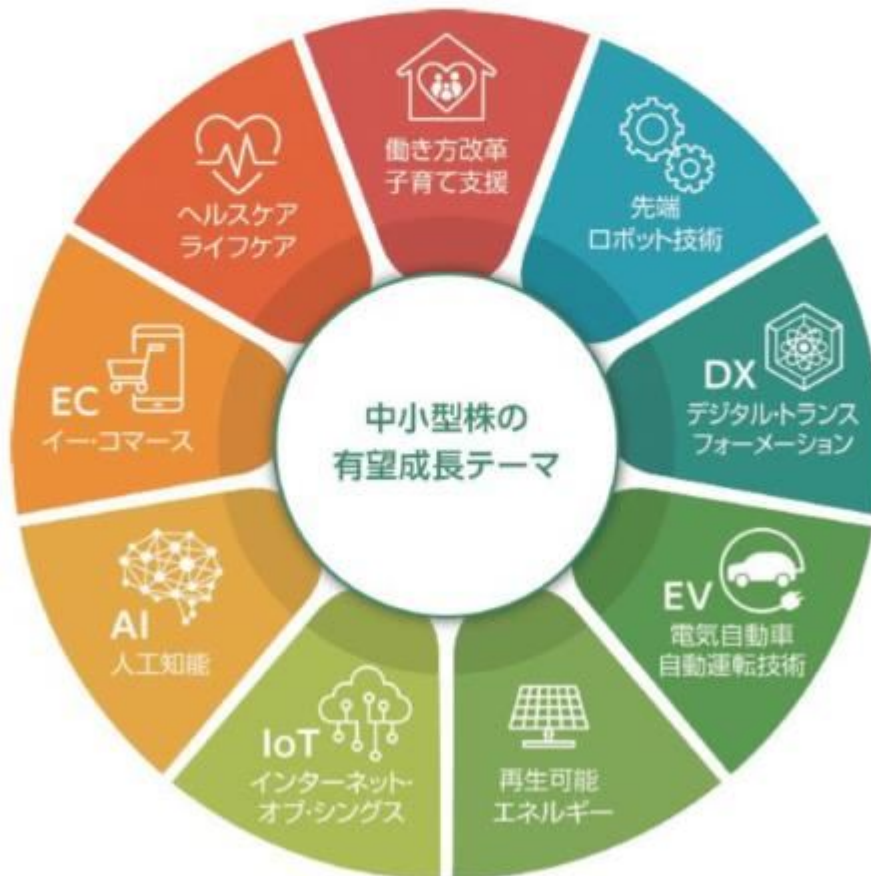 働き方改革
子育て支援
先端
ロボット技術
DX
デジタル・トランス
フォーメーション
EV
電気自動車
自動運転技術
再生可能
エネルギー
IoT
インターネット・
オブ・シングス
AI
人工知能
EC
イー・コマース
ヘルスケア
ライフケア
中小型株の
有望成長テーマ